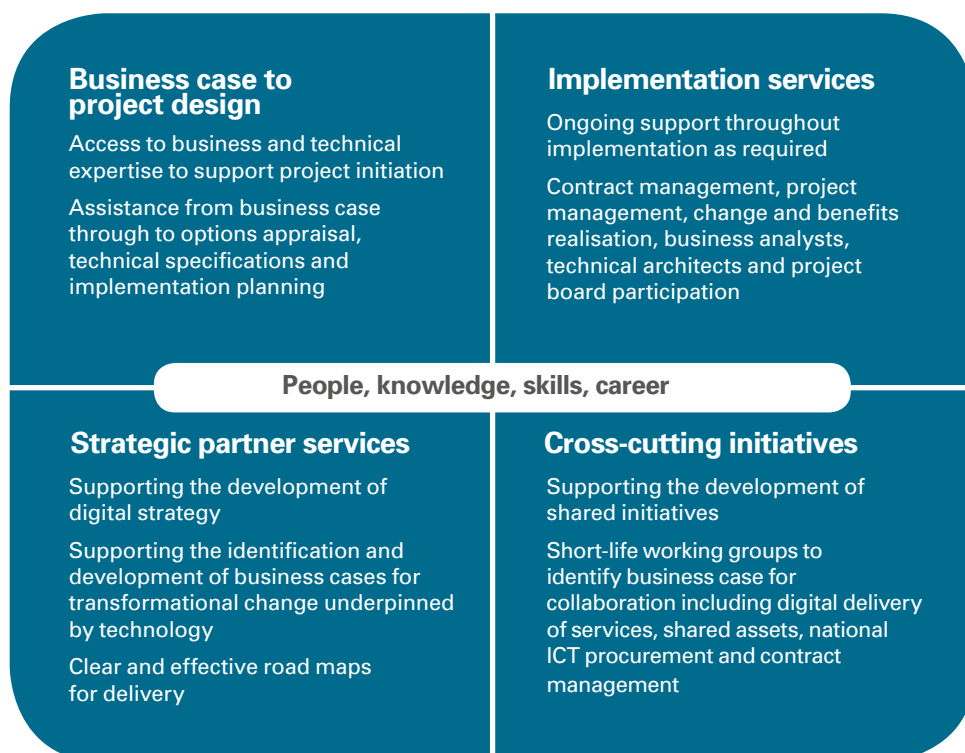 Business case to
project design
Access to business and technical
expertise to support project initiation
Assistance from business case
through to options appraisal,
technical specifications and
implementation planning
Implementation services
Ongoing support throughout
implementation as required
Contract management, project
management, change and benefits
realisation, business analysts,
technical architects and project
board participation
People, knowledge, skills, career
Strategic partner services
Supporting the development of
digital strategy
Supporting the identification and
development of business cases for
transformational change underpinned
by technology
Clear and effective road maps
for delivery
Cross-cutting initiatives
Supporting the development of
shared initiatives
Short-life working groups to
identify business case for
collaboration including digital delivery
of services, shared assets, national
ICT procurement and contract
management